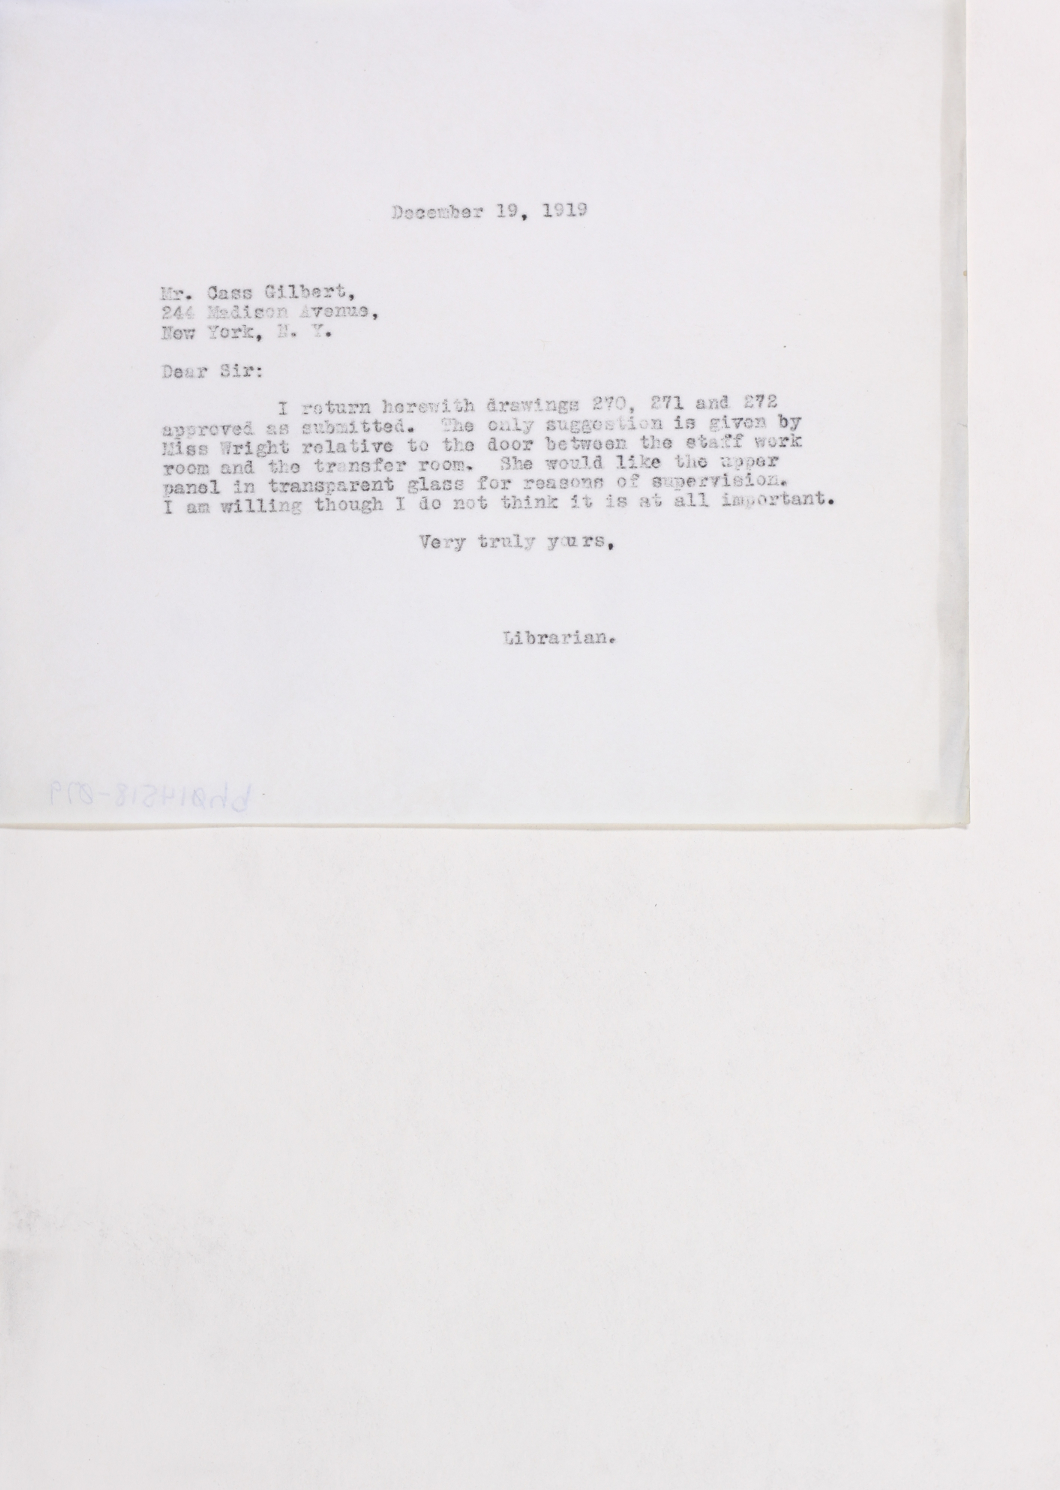 December 19, 1919
Mr. Cass Gilbert,
244 Madison Avenue,
New York, N. Y.
Dear Sir:
I return herewith drawings 270, 271 and 272
approved as submitted. The only suggestion is given by
Miss Wright relative to the door between the staff work
room and the transfer room. She would like the upper
panel in transparent glass for reasons of supervision.
I am willing though I do not think it is at all important.
Very truly yours,
Librarian.